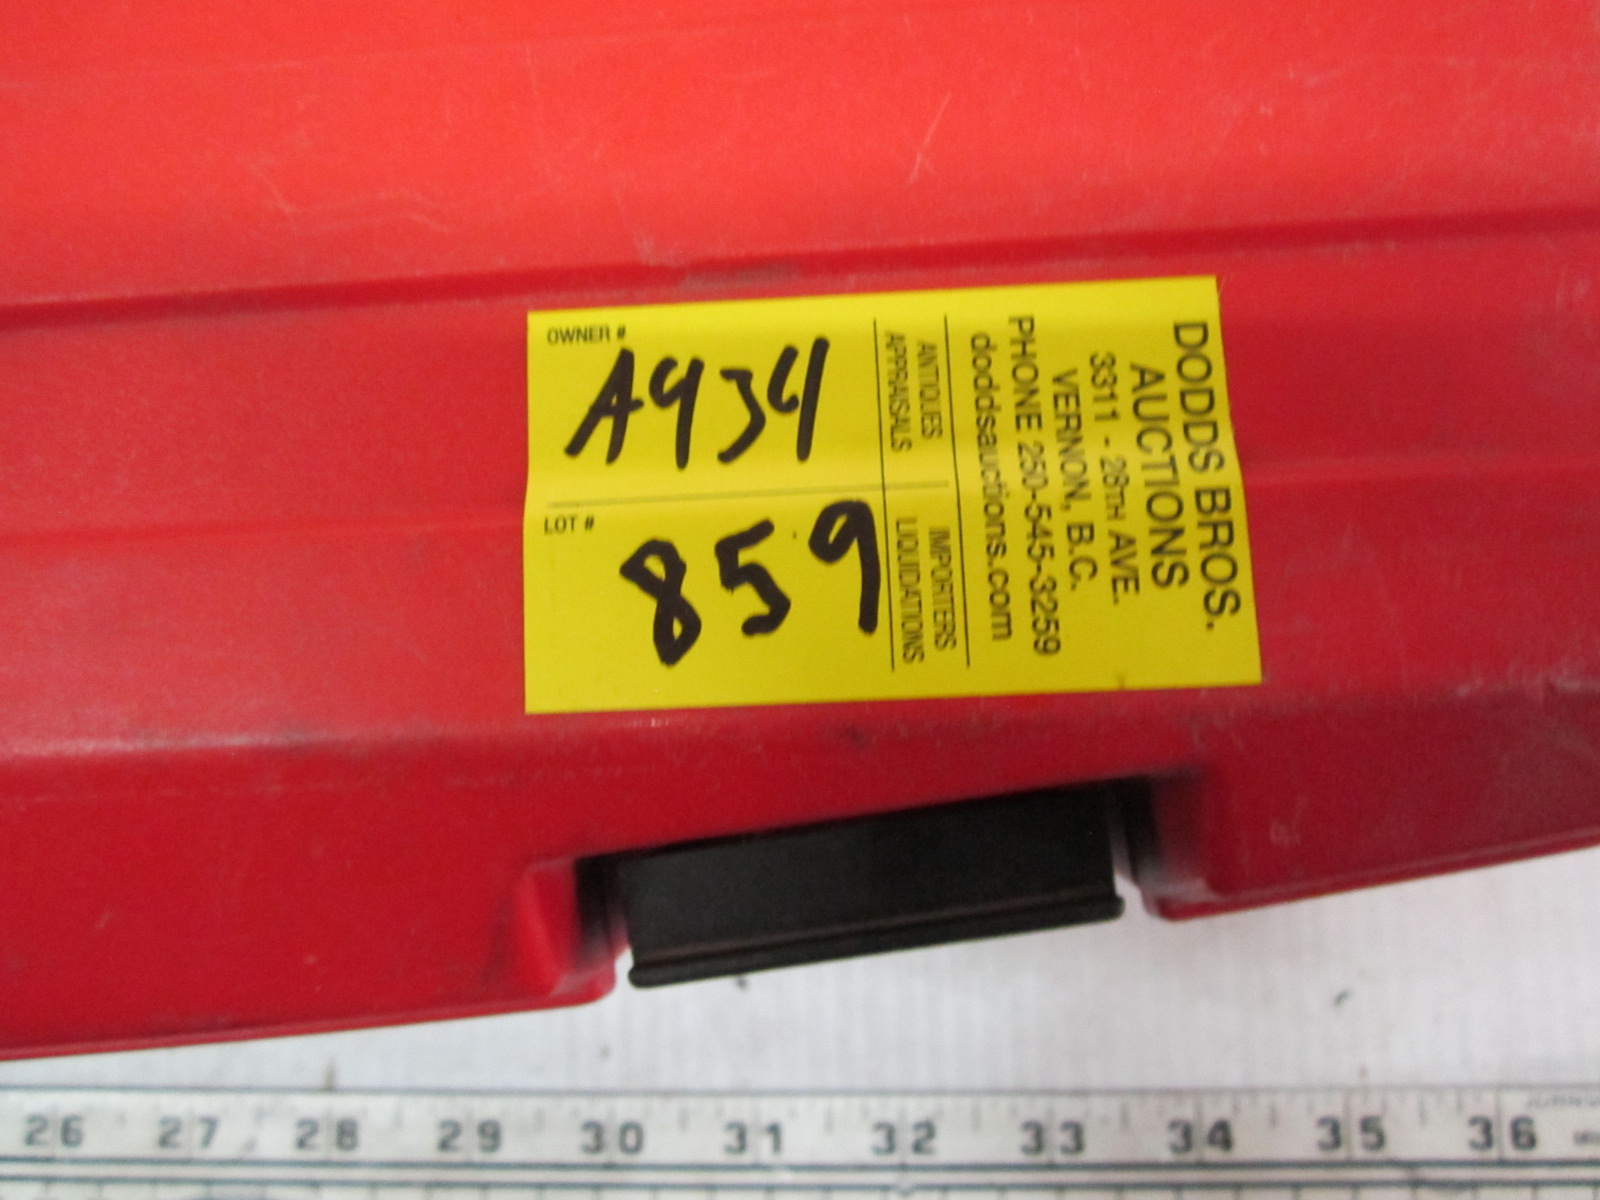 OWNER #
A934
LOT #
859
ANTIQUES
APPRAISALS
IMPORTERS
LIQUIDATIONS
DODDS BROS.
AUCTIONS
3311 - 28TH AVE.
VERNON, B.C.
PHONE 250-545-3259
doddsauctions.com
26 27 28 29 30 31 32 33 34 35 36